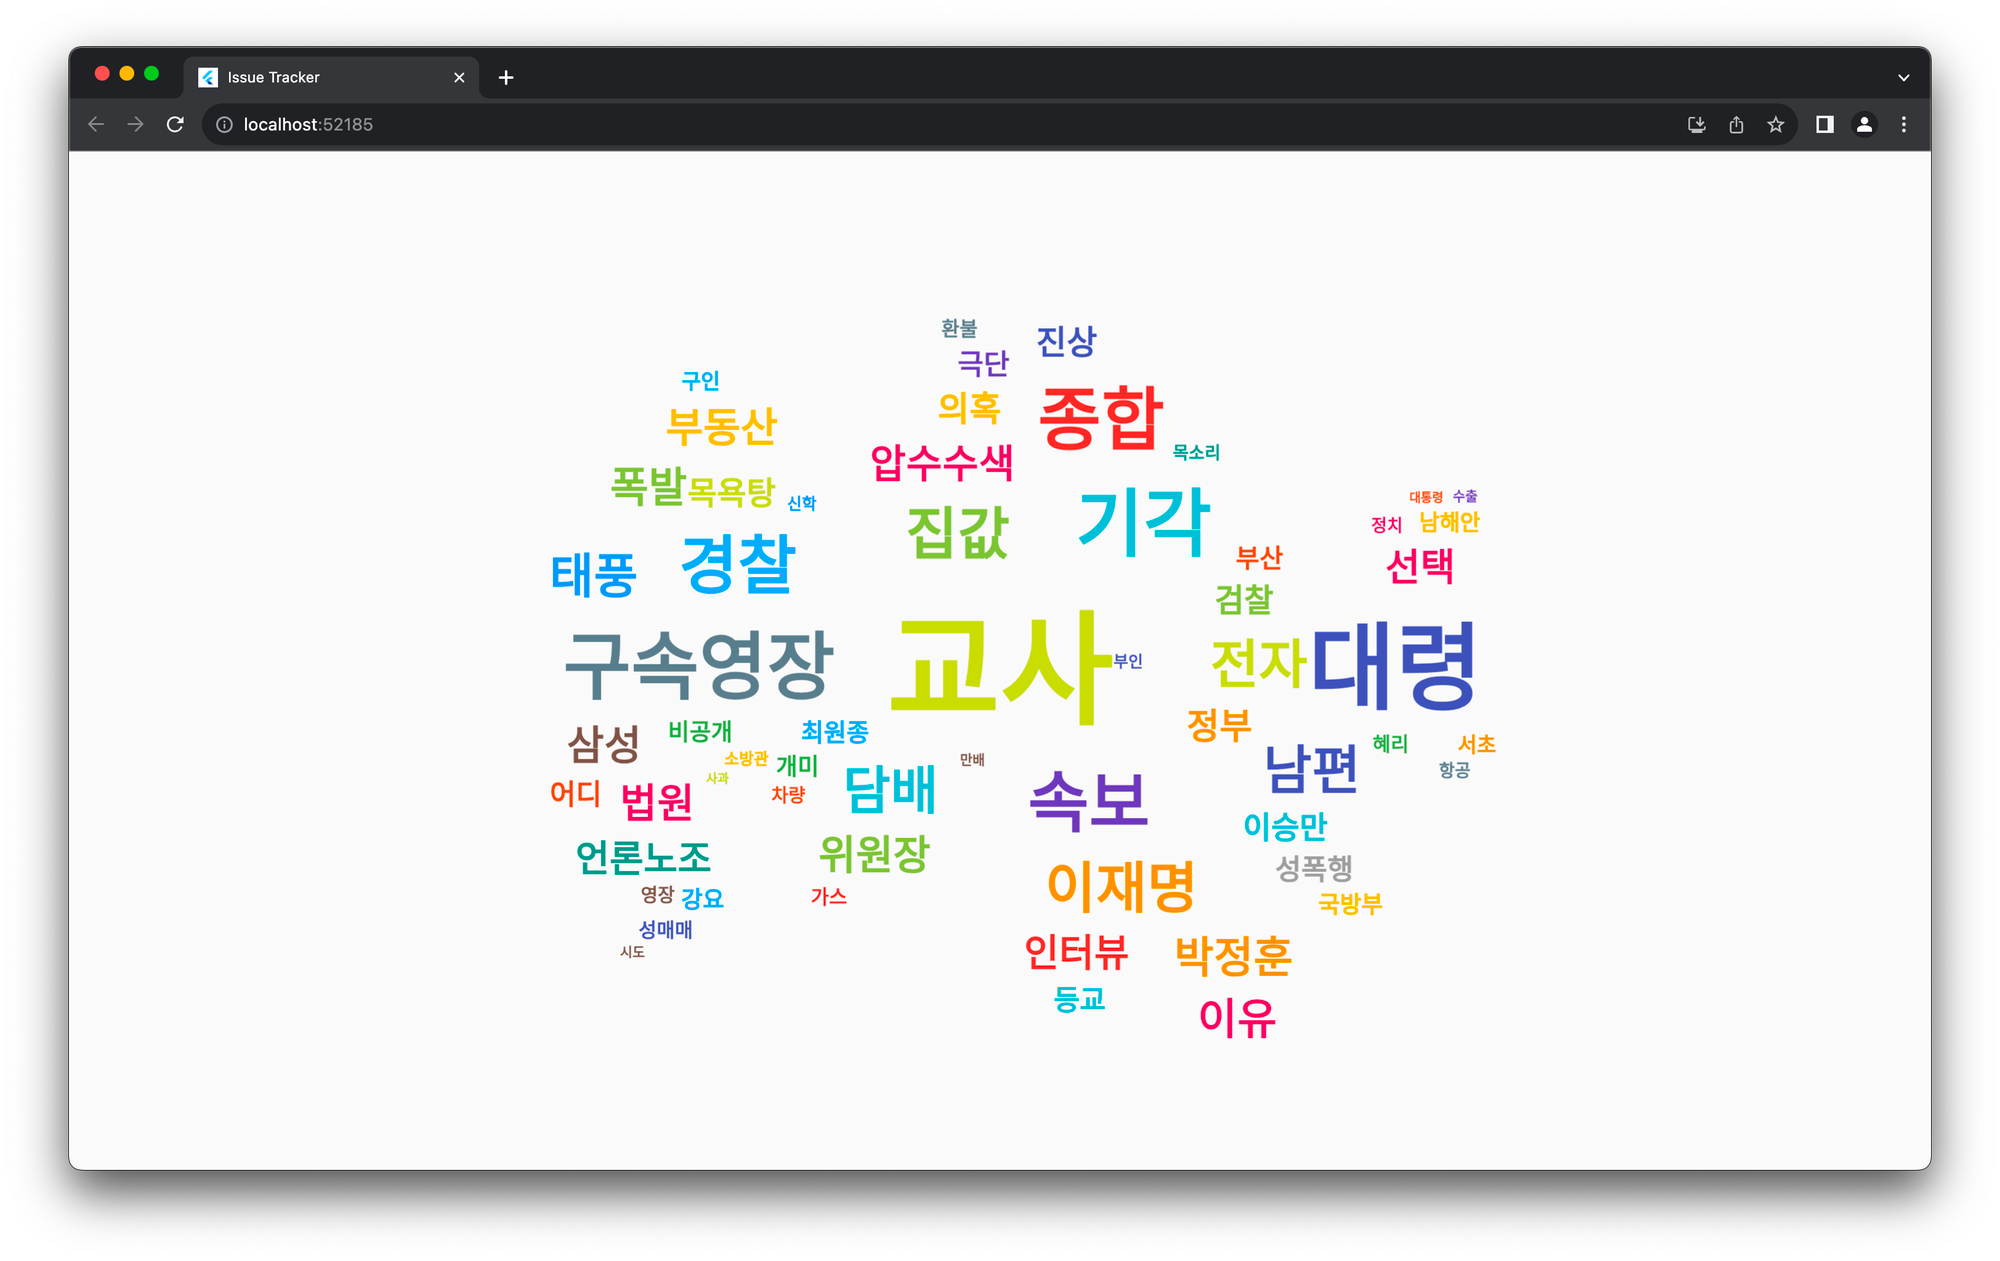 Issue Tracker
localhost:52185
환불
진상
극단
구인
의혹
종합
부동산
압수수색
목소리
폭발
목욕탕
신학
대통령
수출
집값
기각
정치
남해안
태풍
경찰
부산
선택
검찰
구속영장
교사
부인
전자
대령
삼성
비공개
최원종
정부
혜리
서초
소방관
개미
만배
남편
항공
사과
어디
법원
차량
담배
속보
이승만
언론노조
위원장
성폭행
영장
강요
가스
이재명
국방부
성매매
시도
인터뷰
박정훈
등교
이유